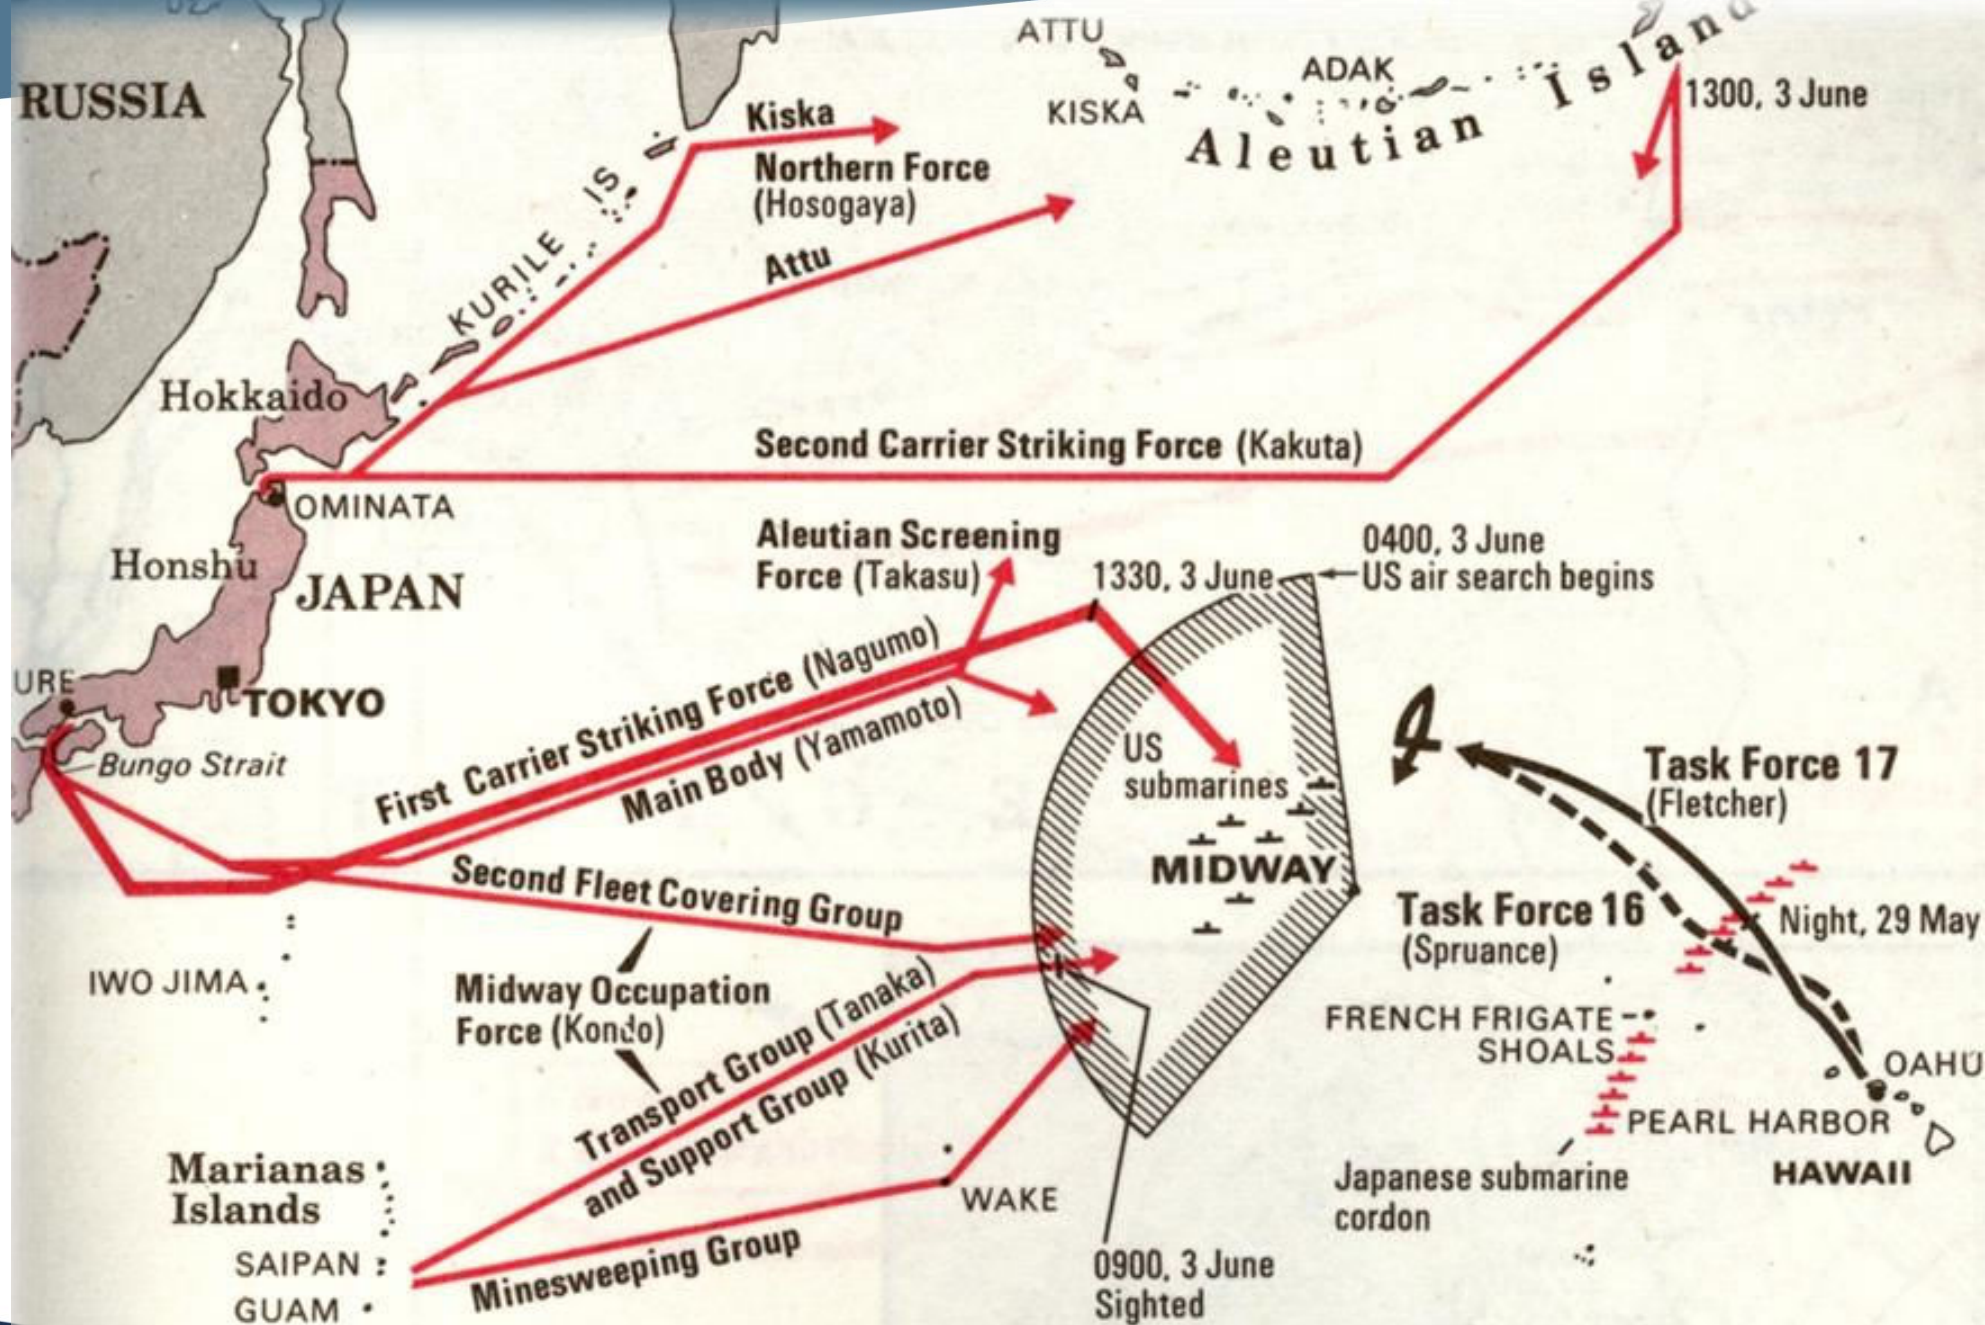 RUSSIA
ATTU
KISKA
ADAK
Aleutian Island
1300, 3 June
Kiska
Northern Force
(Hosogaya)
Attu
KURILE IS
Hokkaido
Second Carrier Striking Force (Kakuta)
OMINATA
Honshu
JAPAN
Aleutian Screening
Force (Takasu)
1330, 3 June
0400, 3 June
US air search begins
URE
TOKYO
Bungo Strait
First Carrier Striking Force (Nagumo)
Main Body (Yamamoto)
US
submarines
MIDWAY
Task Force 17
(Fletcher)
Task Force 16
(Spruance)
Night, 29 May
Second Fleet Covering Group
IWO JIMA
Midway Occupation
Force (Kondo)
Transport Group (Tanaka)
and Support Group (Kurita)
FRENCH FRIGATE
SHOALS
OAHU
PEARL HARBOR
HAWAII
Japanese submarine
cordon
Marianas
Islands
SAIPAN
GUAM
WAKE
Minesweeping Group
0900, 3 June
Sighted